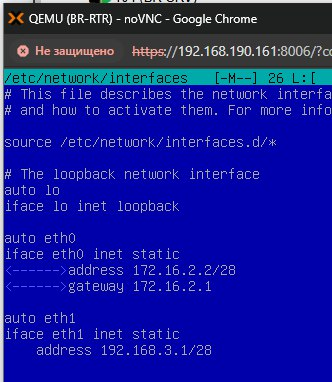 QEMU (BR-RTR) - noVNC - Google Chrome
Не защищено https://192.168.190.161:8006/?co
/etc/network/interfaces [-M--] 26 L:[
# This file describes the network interfa
# and how to activate them. For more info
source /etc/network/interfaces.d/*
# The loopback network interface
auto lo
iface lo inet loopback
auto eth0
iface eth0 inet static
<------>address 172.16.2.2/28
<------>gateway 172.16.2.1
auto eth1
iface eth1 inet static
address 192.168.3.1/28